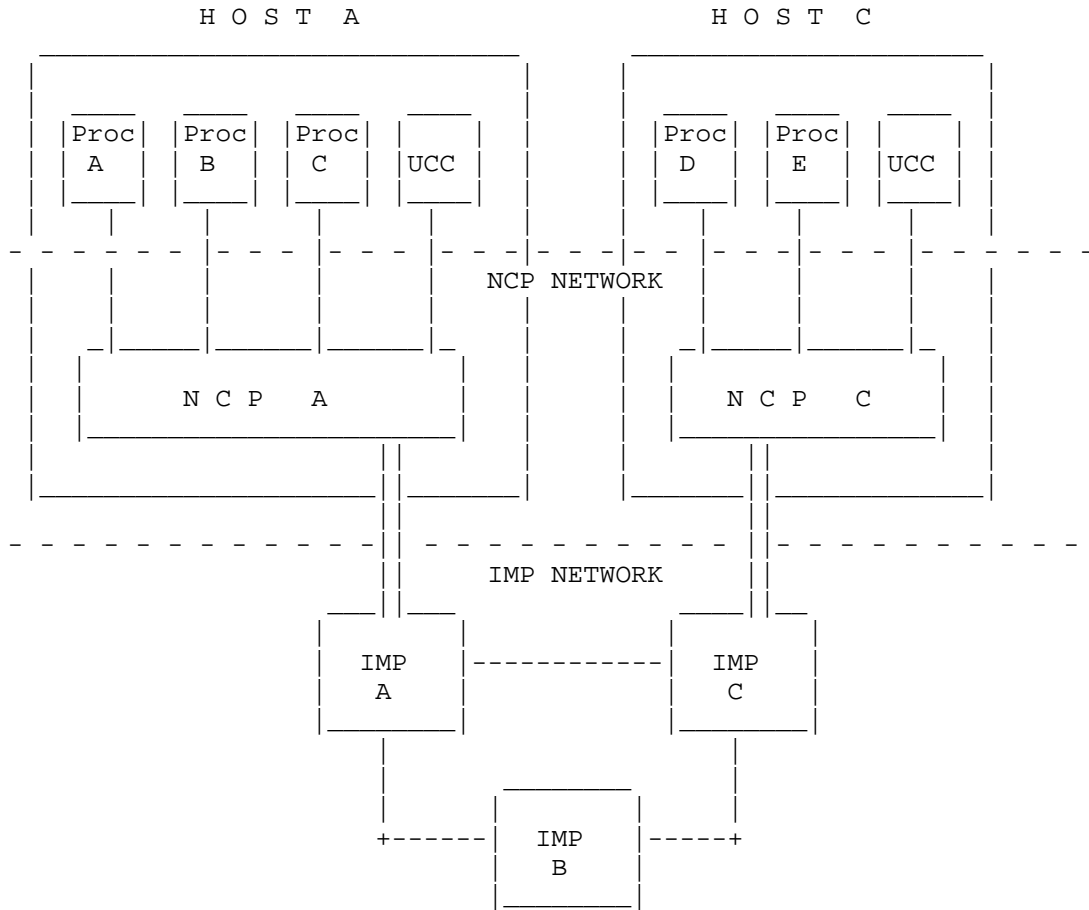 H O S T A H O S T C
Proc Proc Proc Proc Proc
A B C UCC D E UCC
NCP NETWORK
N C P A N C P C
IMP NETWORK
IMP IMP
A C
IMP
B